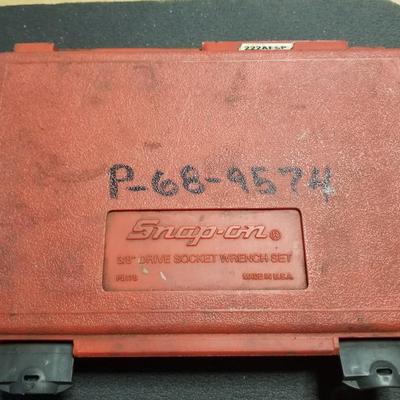 P-68-9574
Snap-on®
3/8" DRIVE SOCKET WRENCH SET
MADE IN U.S.A.